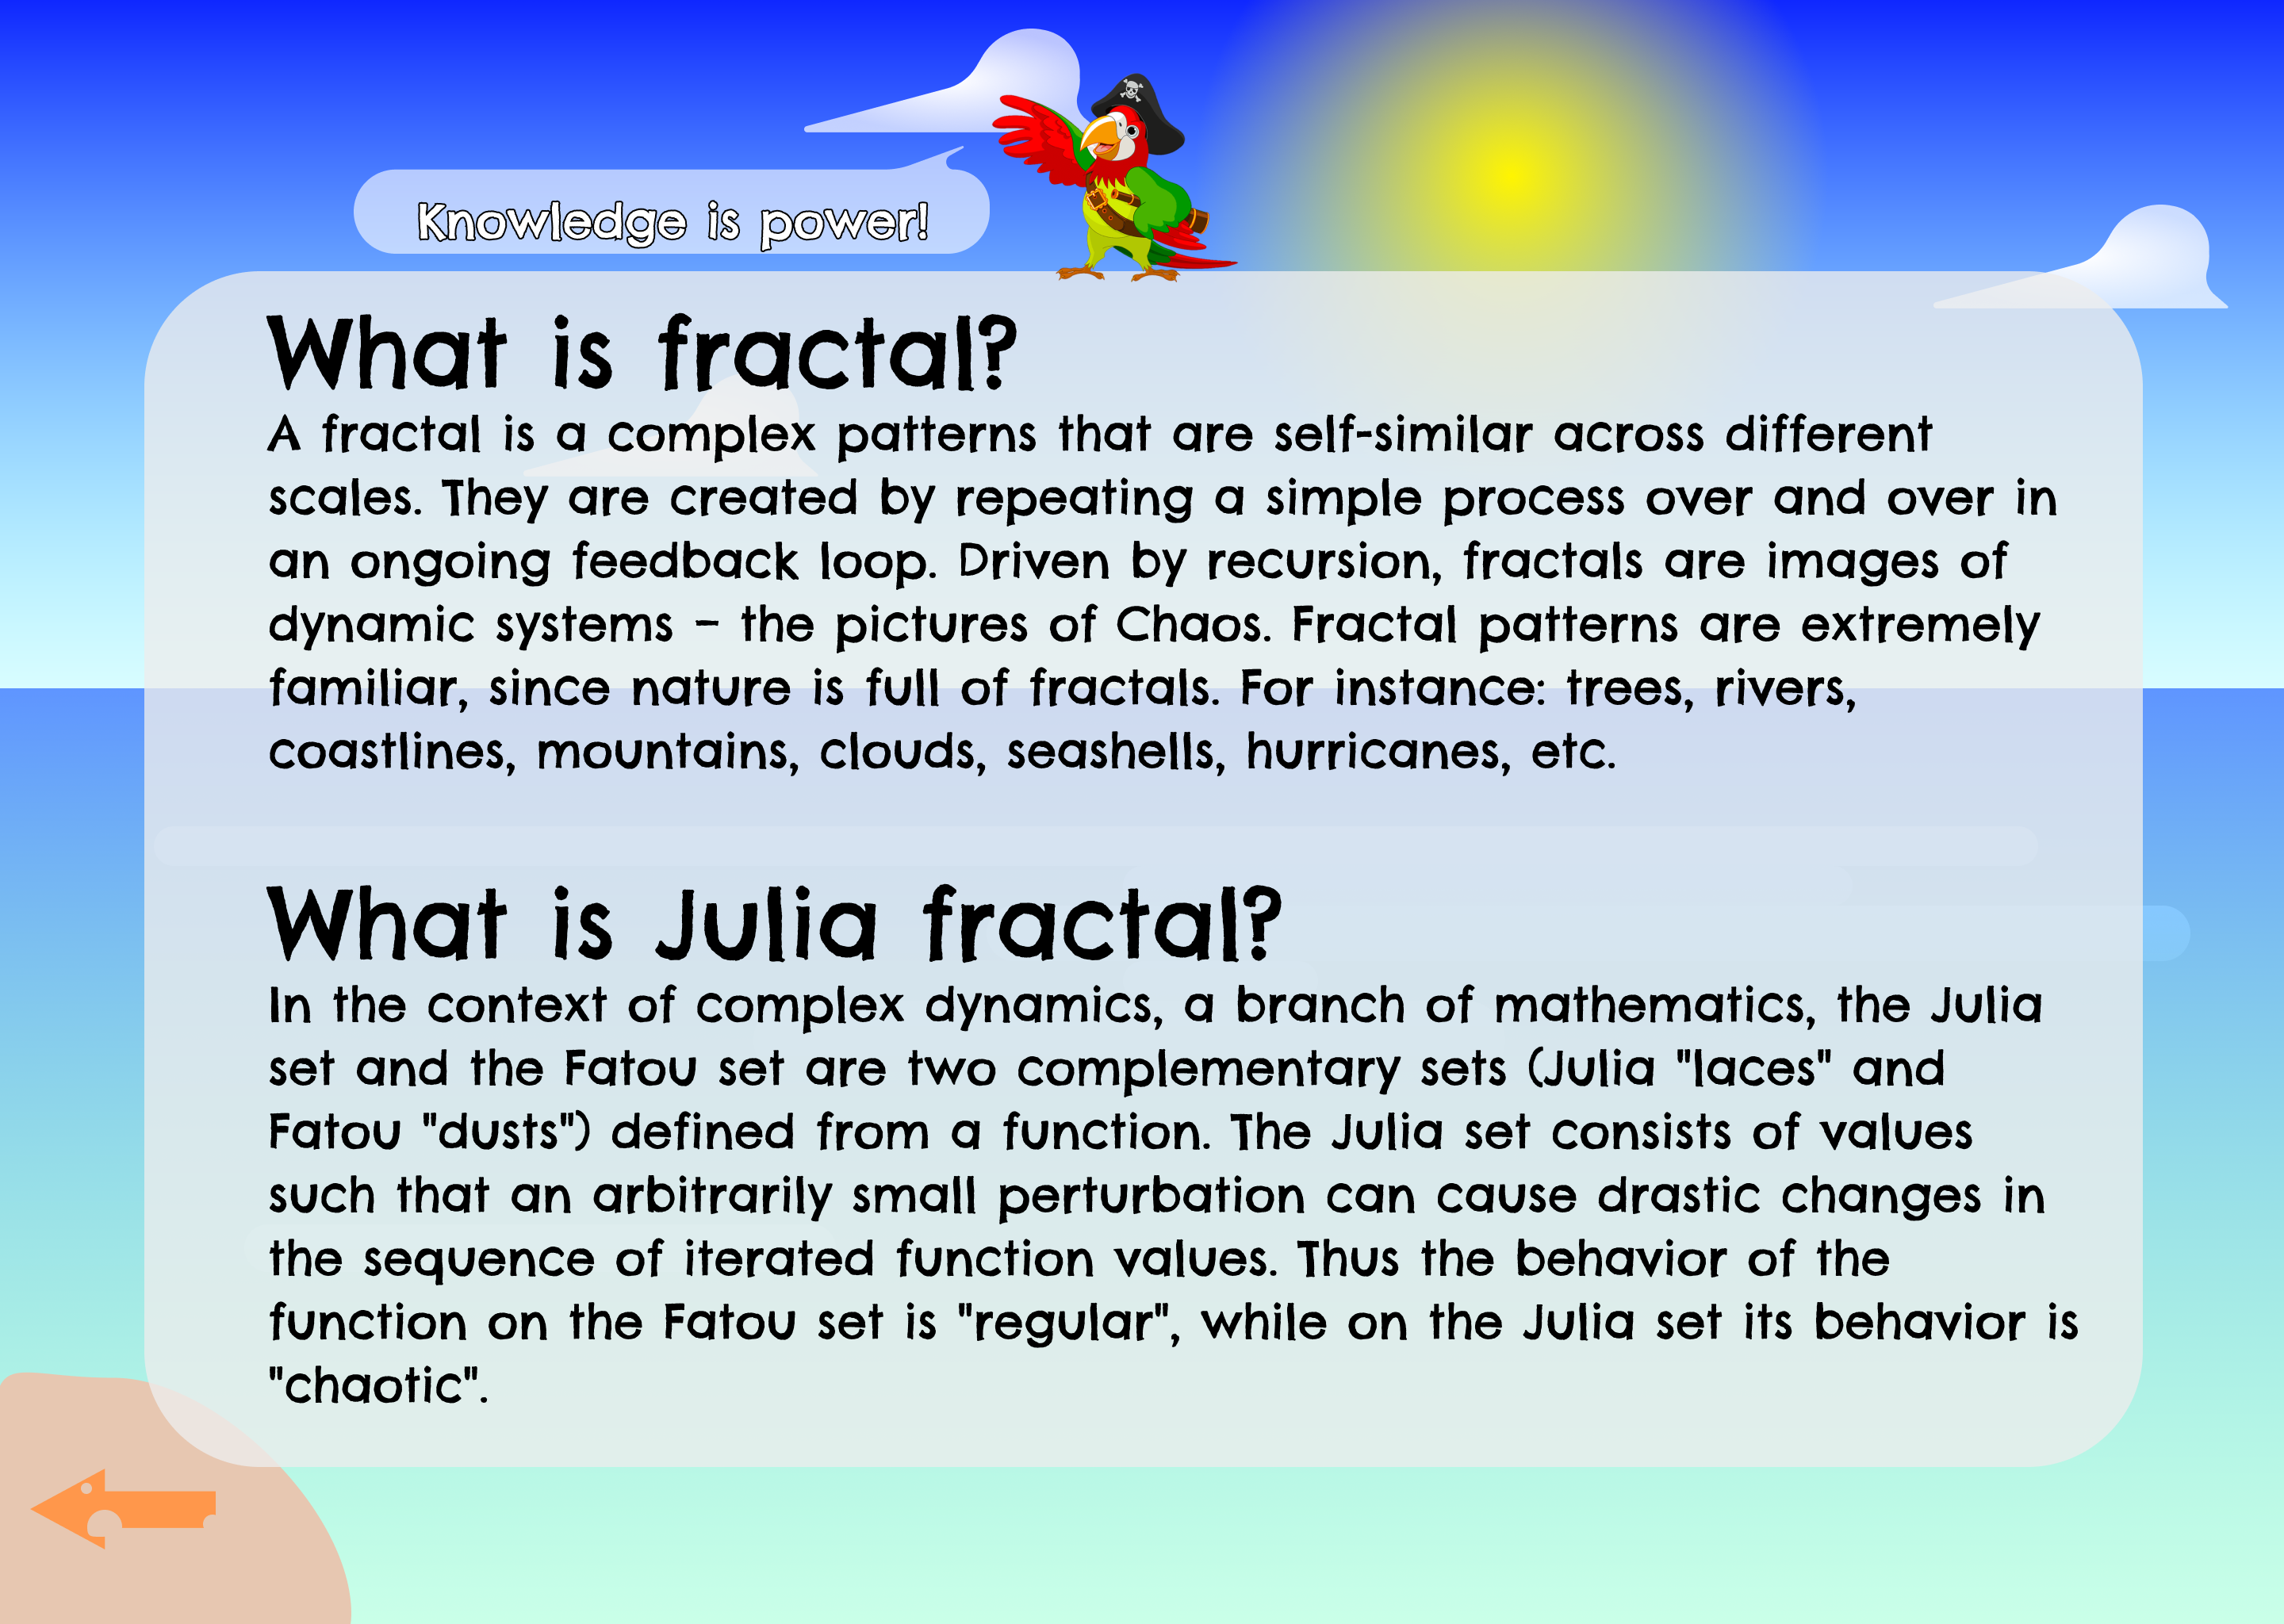 Knowledge is power!
What is fractal?
A fractal is a complex patterns that are self-similar across different
scales. They are created by repeating a simple process over and over in
an ongoing feedback loop. Driven by recursion, fractals are images of
dynamic systems – the pictures of Chaos. Fractal patterns are extremely
familiar, since nature is full of fractals. For instance: trees, rivers,
coastlines, mountains, clouds, seashells, hurricanes, etc.
What is Julia fractal?
In the context of complex dynamics, a branch of mathematics, the Julia
set and the Fatou set are two complementary sets (Julia "laces" and
Fatou "dusts") defined from a function. The Julia set consists of values
such that an arbitrarily small perturbation can cause drastic changes in
the sequence of iterated function values. Thus the behavior of the
function on the Fatou set is "regular", while on the Julia set its behavior is
"chaotic".